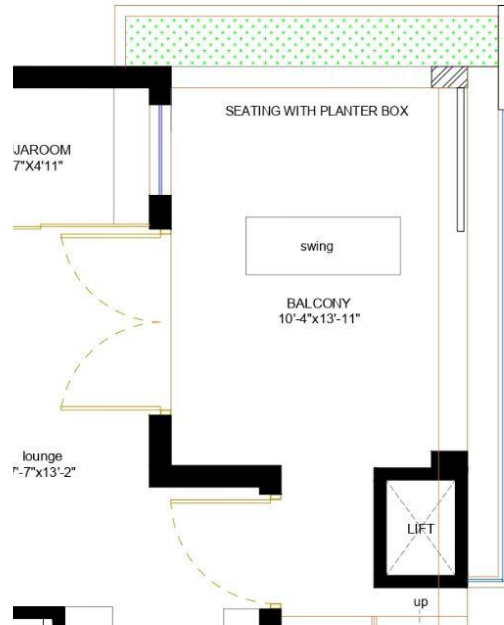 SEATING WITH PLANTER BOX
JAROOM
7"X4'11"
swing
BALCONY
10'-4"x13'-11"
lounge
'-7"x13'-2"
LIFT
up